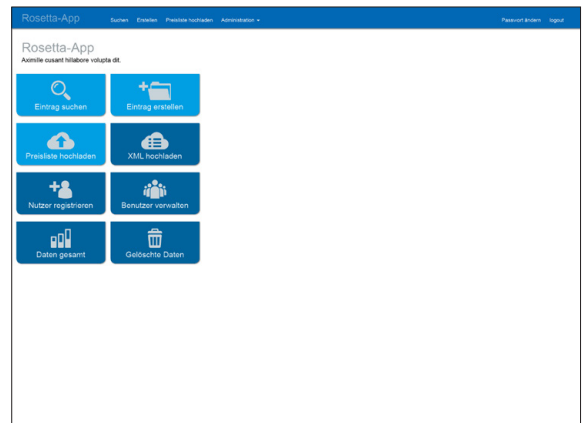 Rosetta-App Suchen Erstellen Preisliste hochladen Administration Passwort ändern logout
Rosetta-App
Aximille cusant hillabore volupta dit.
Eintrag suchen Eintrag erstellen
Preisliste hochladen XML hochladen
Nutzer registrieren Benutzer verwalten
Daten gesamt Gelöschte Daten